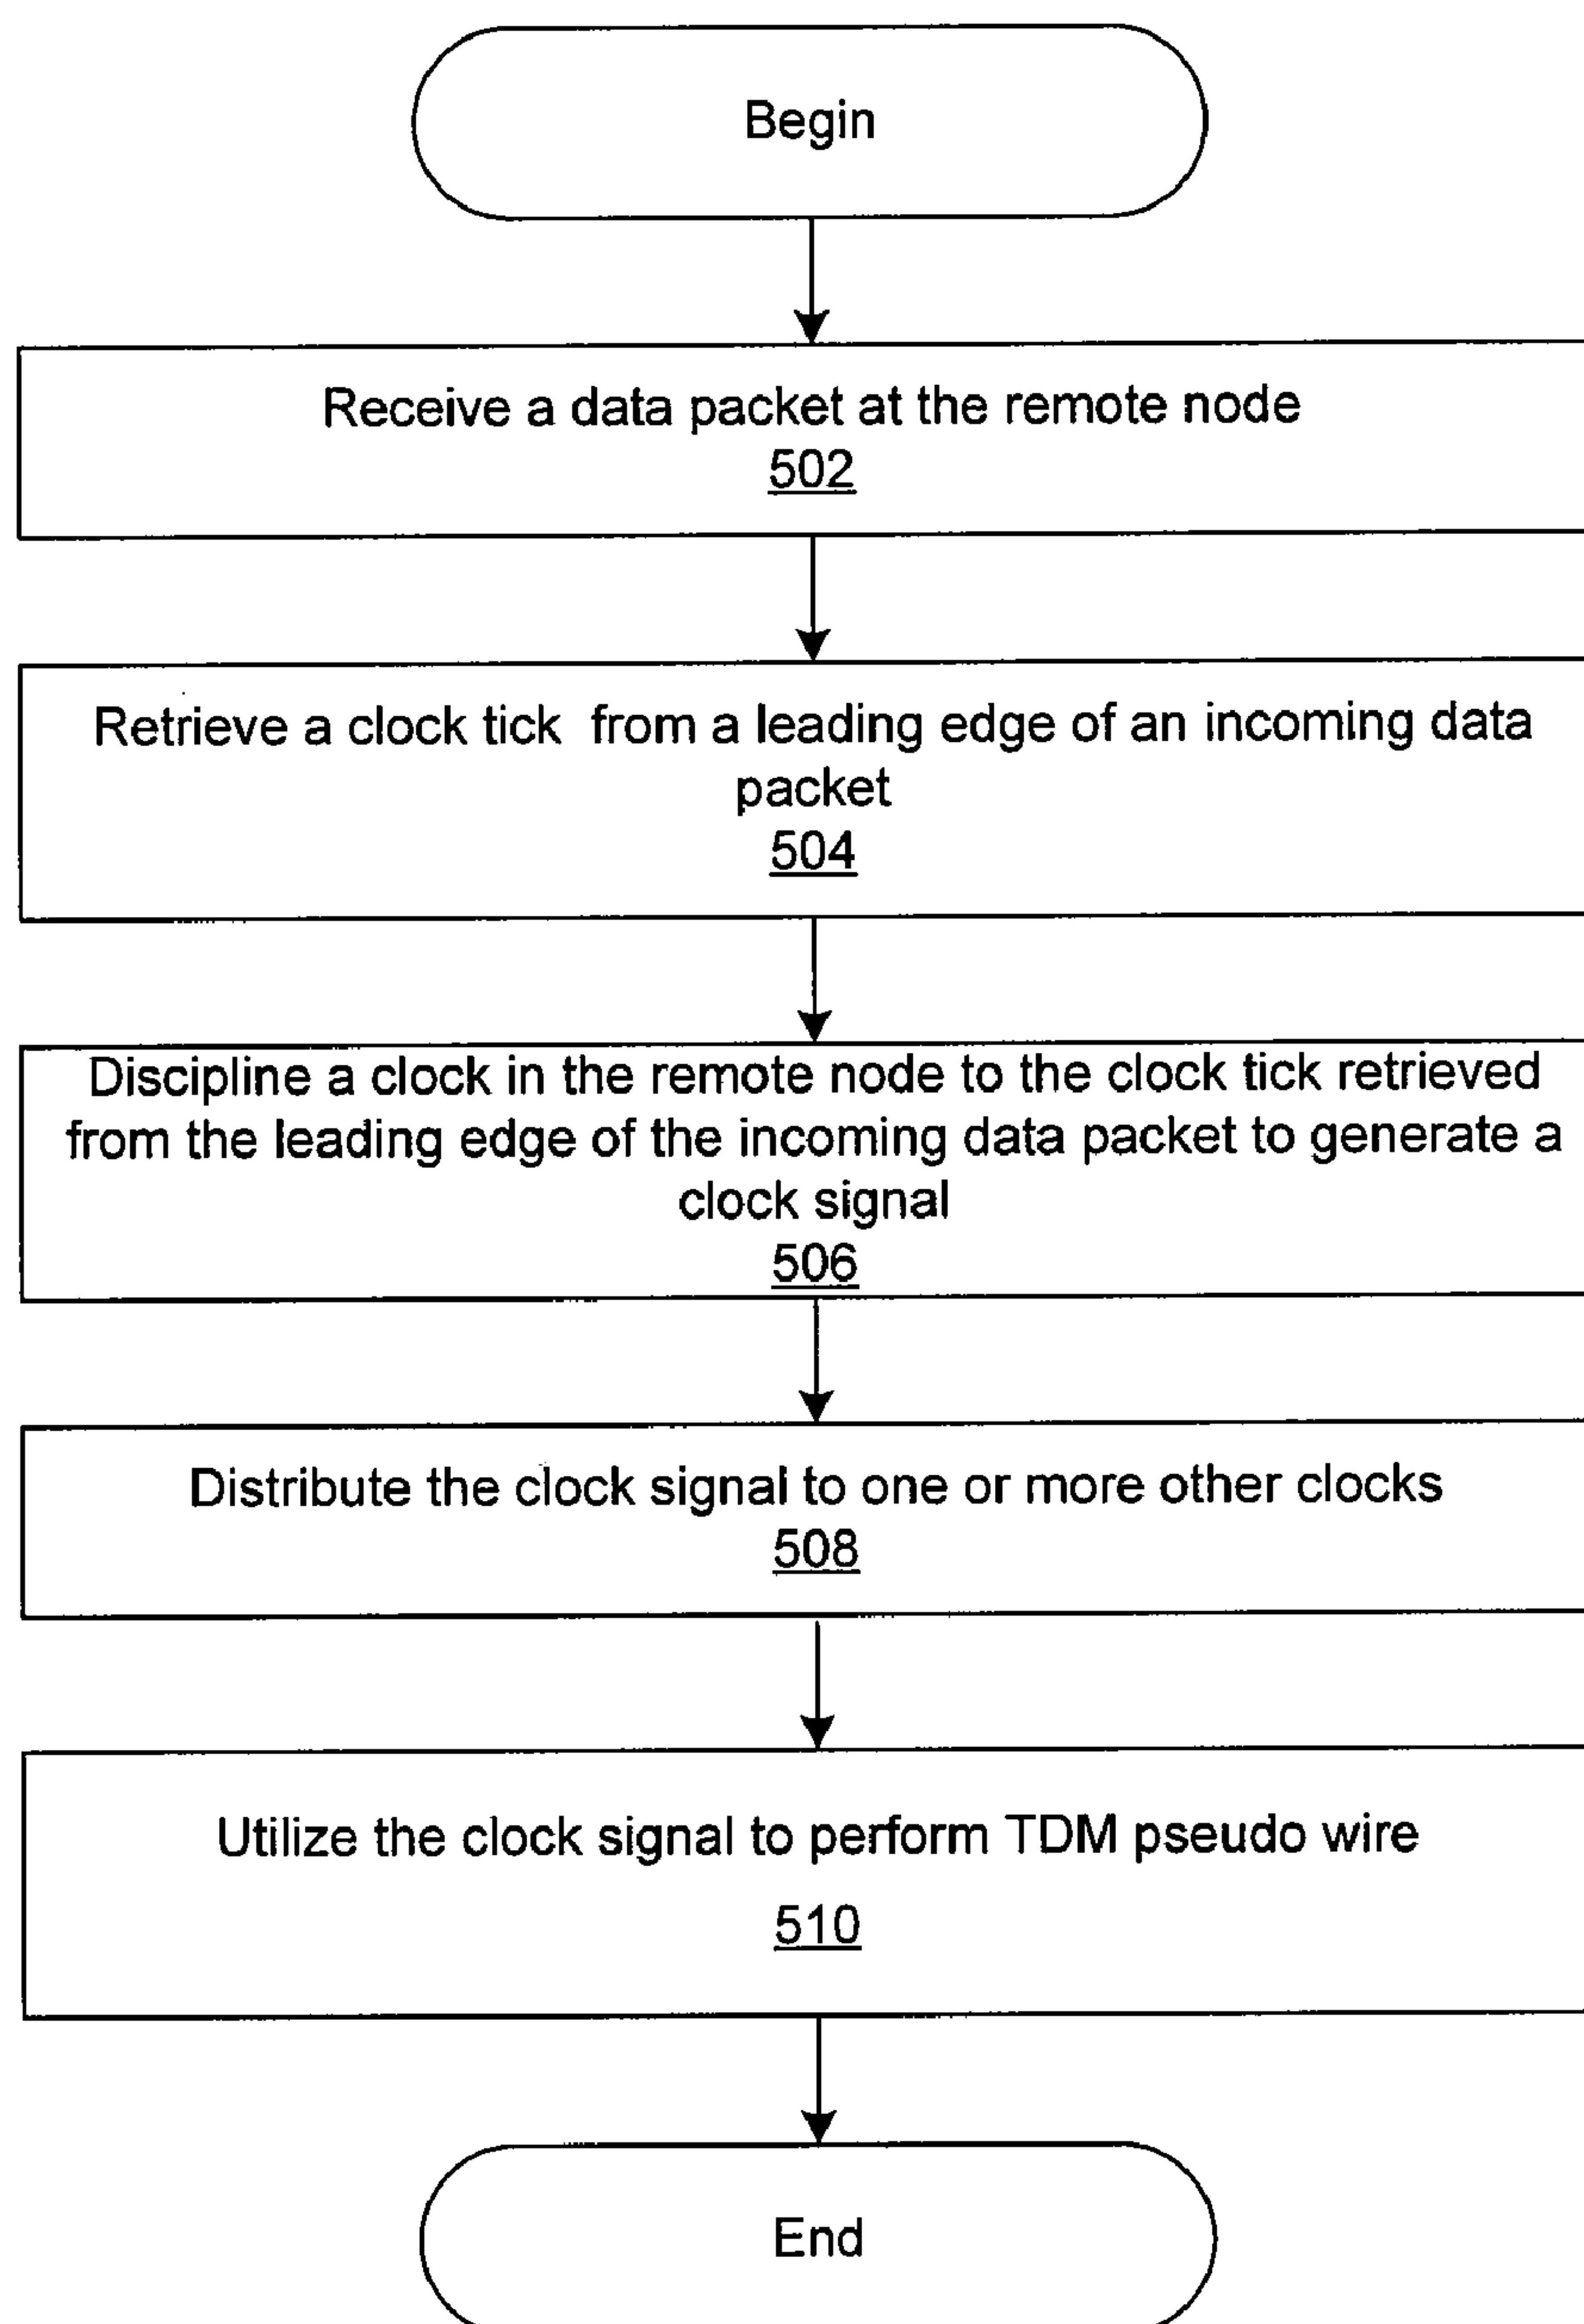 Begin
Receive a data packet at the remote node
502
Retrieve a clock tick from a leading edge of an incoming data
packet
504
Discipline a clock in the remote node to the clock tick retrieved
from the leading edge of the incoming data packet to generate a
clock signal
506
Distribute the clock signal to one or more other clocks
508
Utilize the clock signal to perform TDM pseudo wire
510
End